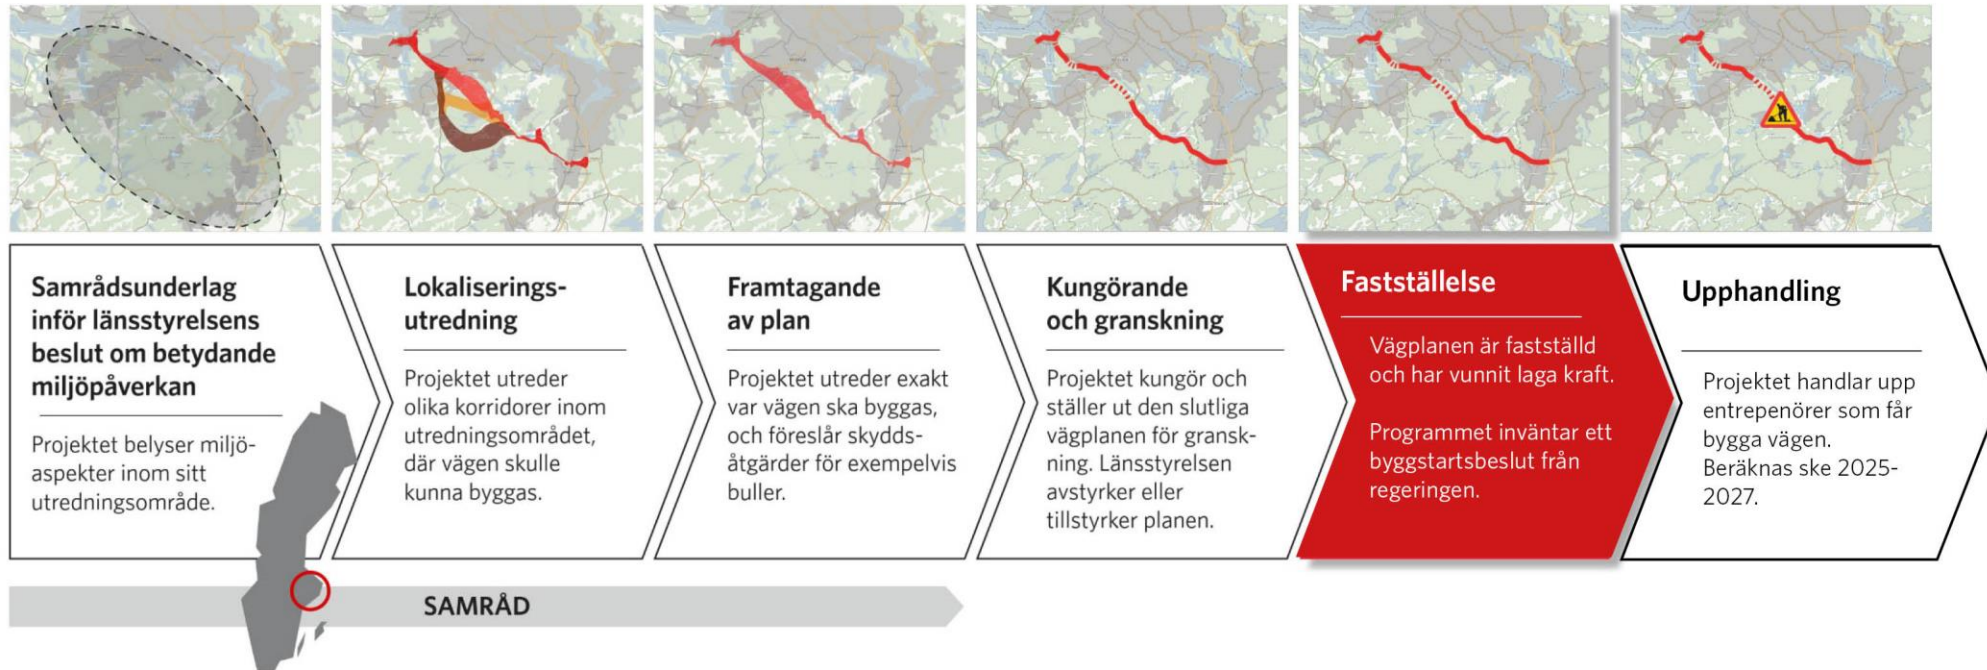 Samrådsunderlag
inför länsstyrelsens
beslut om betydande
miljöpåverkan
Projektet belyser miljö-
aspekter inom sitt
utredningsområde.
Lokaliserings-
utredning
Projektet utreder
olika korridorer inom
utredningsområdet,
där vägen skulle
kunna byggas.
Framtagande
av plan
Projektet utreder exakt
var vägen ska byggas,
och föreslår skydds-
åtgärder för exempelvis
buller.
Kungörande
och granskning
Projektet kungör och
ställer ut den slutliga
vägplanen för gransk-
ning. Länsstyrelsen
avstyrker eller
tillstyrker planen.
Fastställelse
Vägplanen är fastställd
och har vunnit laga kraft.
Programmet inväntar ett
byggstartsbeslut från
regeringen.
Upphandling
Projektet handlar upp
entrepenörer som får
bygga vägen.
Beräknas ske 2025-
2027.
SAMRÅD